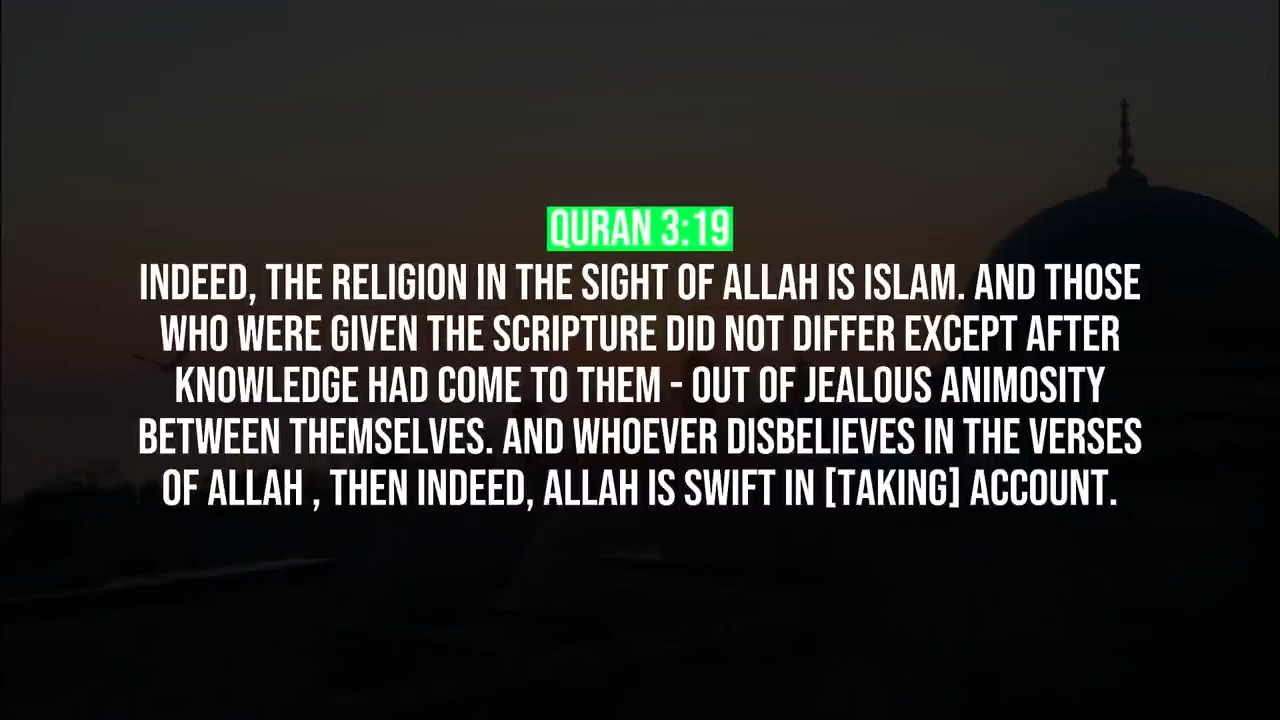 QURAN 3:19
INDEED, THE RELIGION IN THE SIGHT OF ALLAH IS ISLAM. AND THOSE
WHO WERE GIVEN THE SCRIPTURE DID NOT DIFFER EXCEPT AFTER
KNOWLEDGE HAD COME TO THEM - OUT OF JEALOUS ANIMOSITY
BETWEEN THEMSELVES. AND WHOEVER DISBELIEVES IN THE VERSES
OF ALLAH , THEN INDEED, ALLAH IS SWIFT IN [TAKING] ACCOUNT.